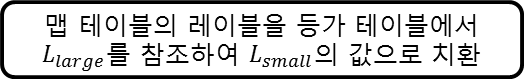 맵 테이블의 레이블을 등가 테이블에서
L_large를 참조하여 L_small의 값으로 치환